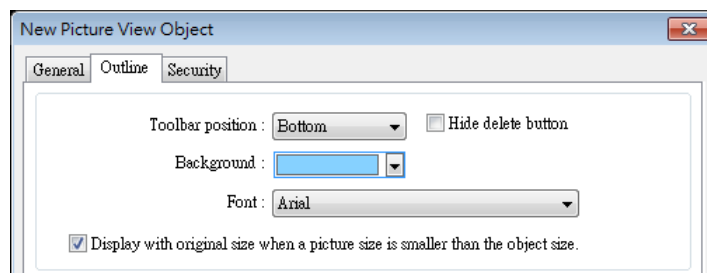 New Picture View Object
General Outline Security
Toolbar position : Bottom Hide delete button
Background :
Font : Arial
Display with original size when a picture size is smaller than the object size.